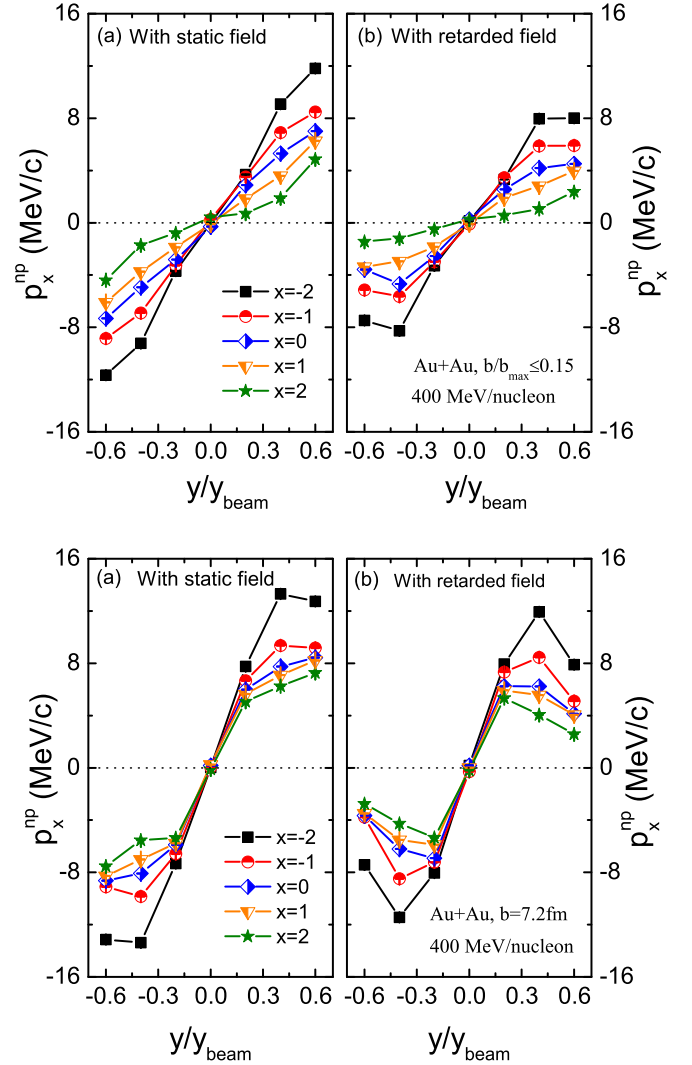 (a) With static field
(b) With retarded field
16
8
0
-8
-16
p_x^np (MeV/c)
x=-2
x=-1
x=0
x=1
x=2
8
0
-8
-16
p_x^np (MeV/c)
Au+Au, b/b_max≤0.15
400 MeV/nucleon
-0.6 -0.3 0.0 0.3 0.6
-0.6 -0.3 0.0 0.3 0.6
y/y_beam
y/y_beam
(a) With static field
(b) With retarded field
16
8
0
-8
-16
p_x^np (MeV/c)
x=-2
x=-1
x=0
x=1
x=2
16
8
0
-8
-16
p_x^np (MeV/c)
Au+Au, b=7.2fm
400 MeV/nucleon
-0.6 -0.3 0.0 0.3 0.6
-0.6 -0.3 0.0 0.3 0.6
y/y_beam
y/y_beam